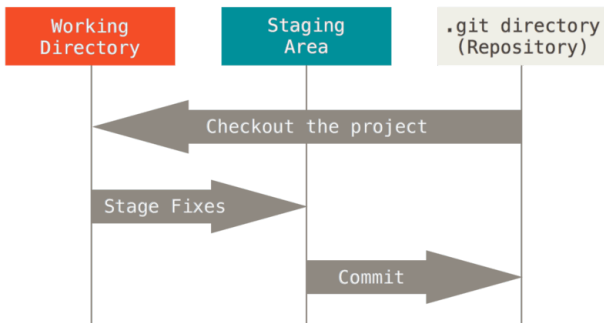 Working
Directory
Staging
Area
.git directory
(Repository)
Checkout the project
Stage Fixes
Commit